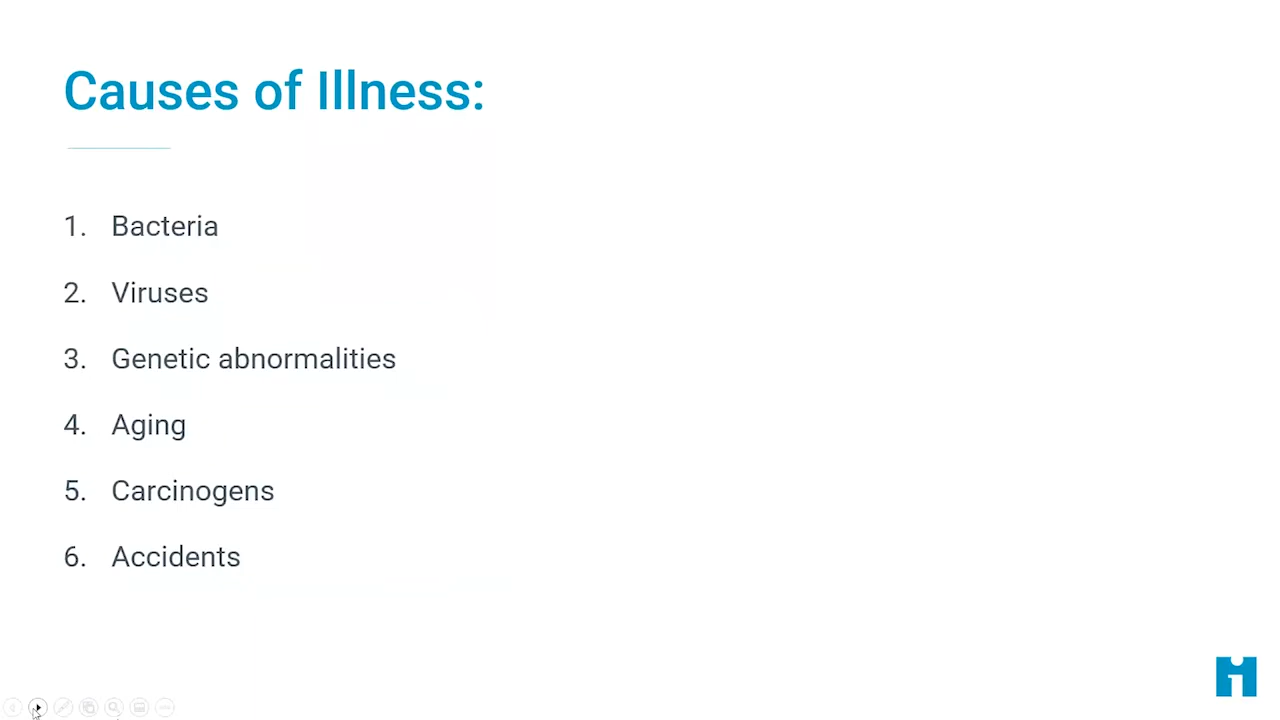 Causes of Illness:
1. Bacteria
2. Viruses
3. Genetic abnormalities
4. Aging
5. Carcinogens
6. Accidents